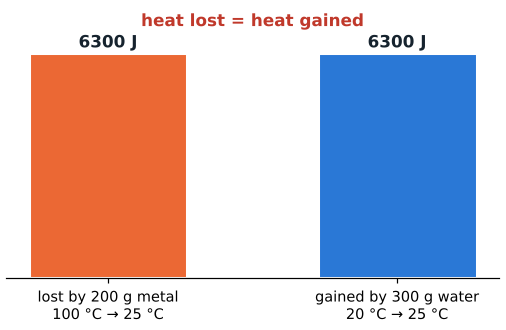 heat lost = heat gained
6300 J
6300 J
lost by 200 g metal
100 °C → 25 °C
gained by 300 g water
20 °C → 25 °C